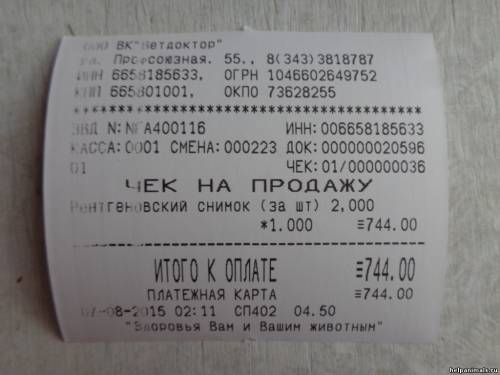 ООО ВК"Ветдоктор"
ул. Профсоюзная. 55., 8(343)3818787
ИНН 6658185633, ОГРН 1046602649752
КПП 665801001, ОКПО 73628255
****************************************
ЗВД N:NГА400116 ИНН:006658185633
КАССА:0001 СМЕНА:000223 ДОК:000000020596
01 ЧЕК:01/000000036
ЧЕК НА ПРОДАЖУ
Рентгеновский снимок (за шт) 2,000
*1.000 ≡744.00
ИТОГО К ОПЛАТЕ ≡744.00
ПЛАТЕЖНАЯ КАРТА ≡744.00
07-08-2015 02:11 СП402 04.50
"Здоровья Вам и Вашим животным"
helpanimals.ru